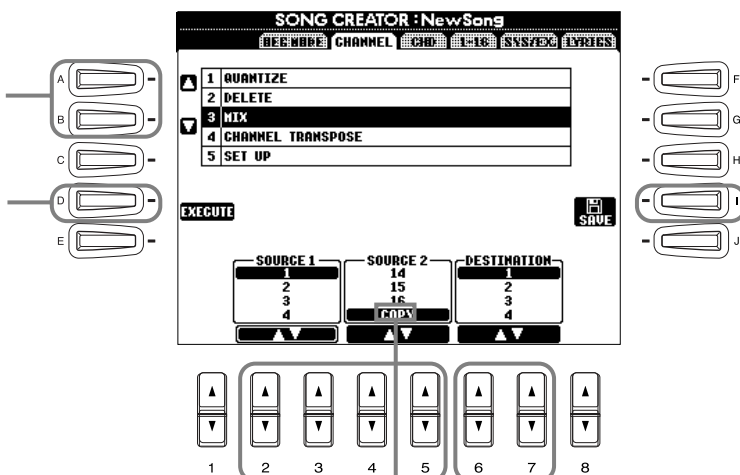 SONG CREATOR : NewSong
REC MODE CHANNEL CHD 1-16 SYS/EX. LYRICS
A
B
C
D
E
1 QUANTIZE
2 DELETE
3 MIX
4 CHANNEL TRANSPOSE
5 SET UP
F
G
H
I
J
EXECUTE
SAVE
SOURCE 1 SOURCE 2 DESTINATION
1 14 1
2 15 2
3 16 3
4 COPY 4
1 2 3 4 5 6 7 8